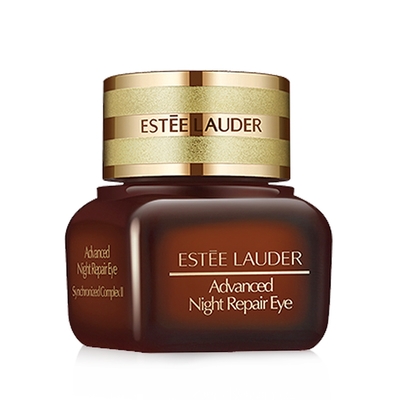 ESTĒE LAUDER
Advanced
Night Repair Eye
Synchronized Complex II
ESTĒE LAUDER
Advanced
Night Repair Eye